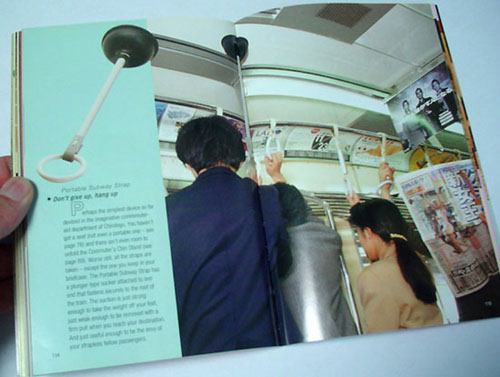 Portable Subway Strap
• Don't give up, hang up
Perhaps the simplest device so far
devised in the imaginative commuter-
aid department of Chindogu. You haven't
got a seat (not even a portable one - see
page 76) and there isn't even room to
unfold the Commuter's Chin Stand (see
page 80). Worse still, all the straps are
taken - except the one you keep in your
briefcase. The Portable Subway Strap has
a plunger type sucker attached to one
end that fastens securely to the roof of
the train. The suction is just strong
enough to take the weight off your feet,
just weak enough to be removed with a
firm pull when you reach your destination.
And just useful enough to be the envy of
your strapless fellow passengers.